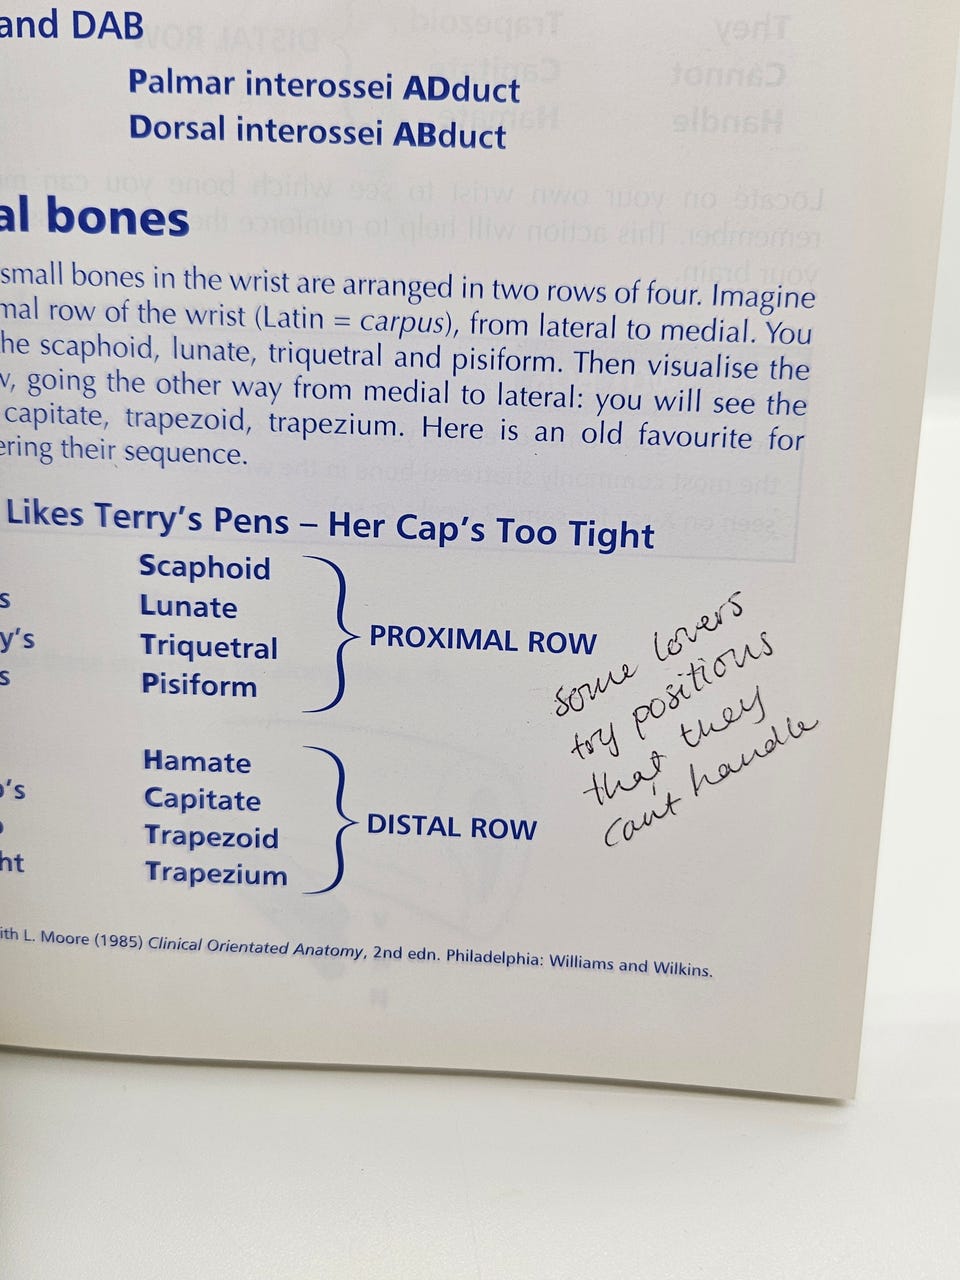 and DAB
Palmar interossei ADduct
Dorsal interossei ABduct
al bones
small bones in the wrist are arranged in two rows of four. Imagine
mal row of the wrist (Latin = carpus), from lateral to medial. You
he scaphoid, lunate, triquetral and pisiform. Then visualise the
w, going the other way from medial to lateral: you will see the
capitate, trapezoid, trapezium. Here is an old favourite for
ering their sequence.
Likes Terry's Pens – Her Cap's Too Tight
Scaphoid
s Lunate
y's Triquetral
s Pisiform
PROXIMAL ROW
Hamate
o's Capitate
Trapezoid
ht Trapezium
DISTAL ROW
some lovers
try positions
that they
can't handle
ith L. Moore (1985) Clinical Orientated Anatomy, 2nd edn. Philadelphia: Williams and Wilkins.